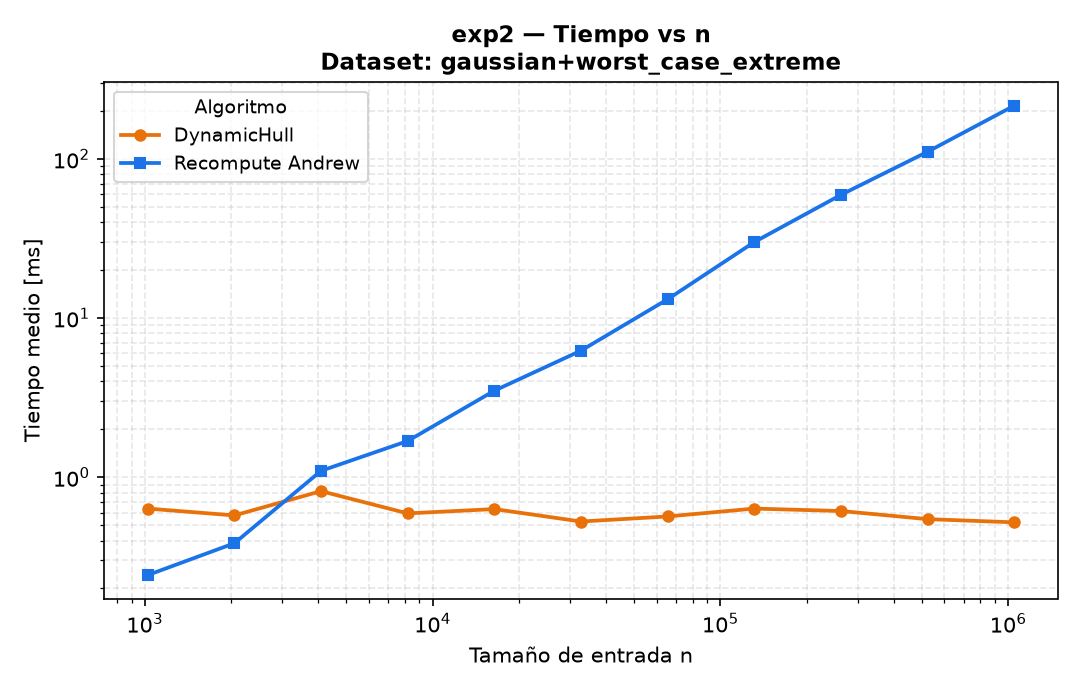 exp2 — Tiempo vs n
Dataset: gaussian+worst_case_extreme
Algoritmo
DynamicHull
Recompute Andrew
Tiempo medio [ms]
10²
10¹
10⁰
10³
10⁴
10⁵
10⁶
Tamaño de entrada n